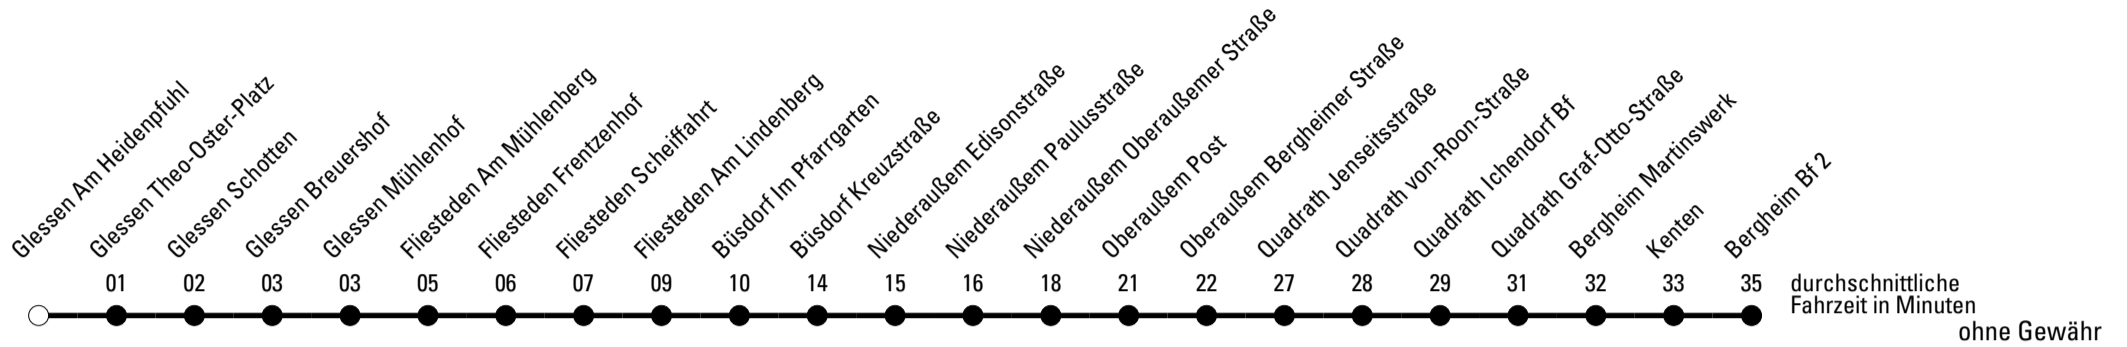 Glessen Am Heidenpfuhl
Glessen Theo-Oster-Platz
Glessen Schotten
Glessen Breuershof
Glessen Mühlenhof
Fliesteden Am Mühlenberg
Fliesteden Frentzenhof
Fliesteden Scheiffahrt
Fliesteden Am Lindenberg
Büsdorf Im Pfarrgarten
Büsdorf Kreuzstraße
Niederaußem Edisonstraße
Niederaußem Paulusstraße
Niederaußem Oberaußemer Straße
Oberaußem Post
Oberaußem Bergheimer Straße
Quadrath Jenseitsstraße
Quadrath von-Roon-Straße
Quadrath Ichendorf Bf
Quadrath Graf-Otto-Straße
Bergheim Martinswerk
Kenten
Bergheim Bf 2
01 02 03 03 05 06 07 09 10 14 15 16 18 21 22 27 28 29 31 32 33 35 durchschnittliche
Fahrzeit in Minuten
ohne Gewähr